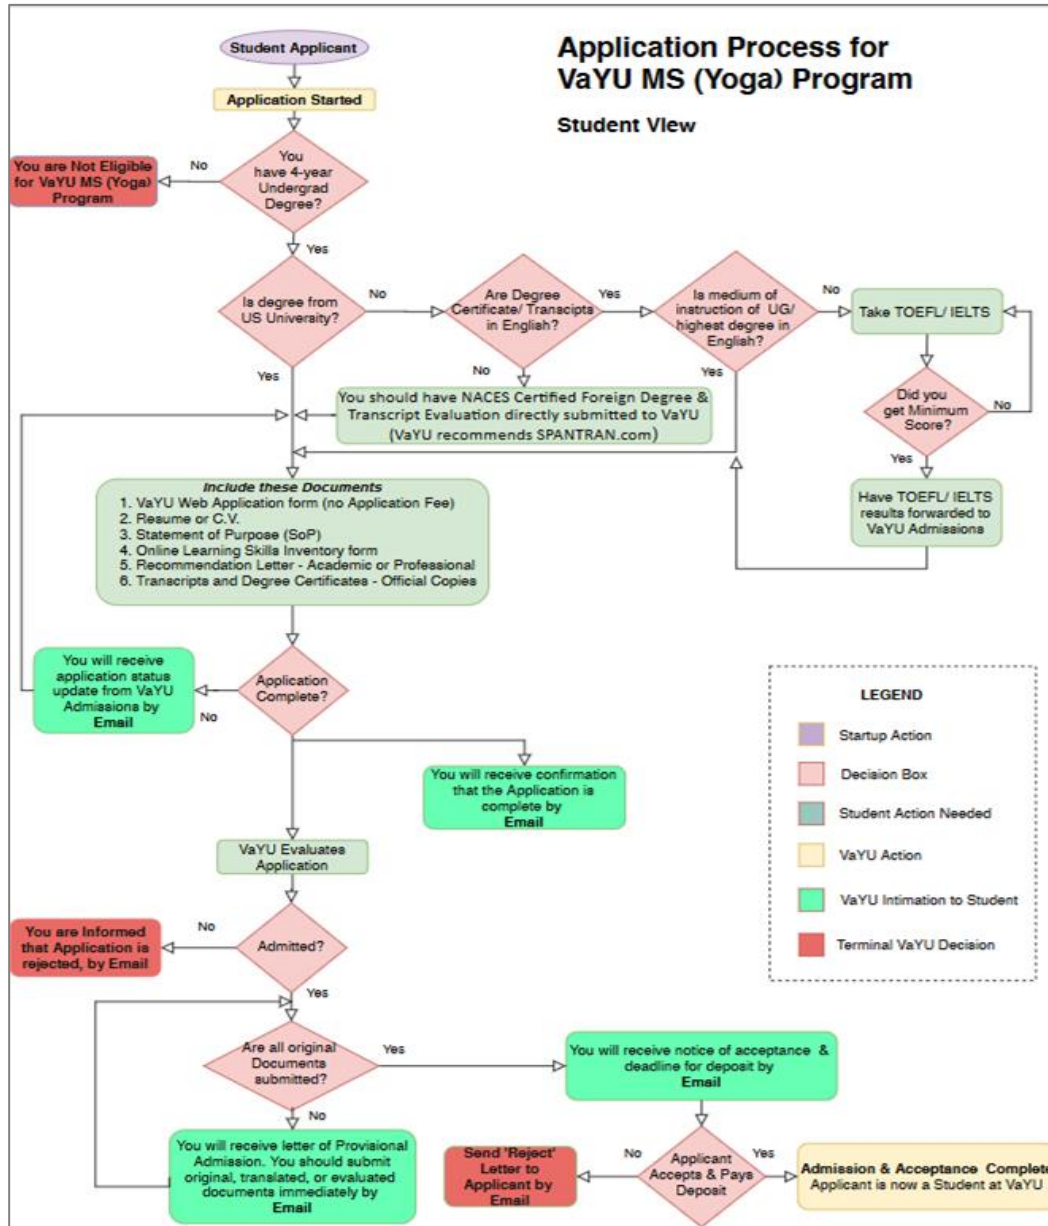 Application Process for
VaYU MS (Yoga) Program
Student View
Student Applicant
Application Started
You
have 4-year
Undergrad
Degree?
No
You are Not Eligible
for VaYU MS (Yoga)
Program
Yes
Is degree from
US University?
No
Are Degree
Certificate/ Transcipts
in English?
Yes
Is medium of
instruction of UG/
highest degree in
English?
No
Take TOEFL/ IELTS
Yes
No
Yes
You should have NACES Certified Foreign Degree &
Transcript Evaluation directly submitted to VaYU
(VaYU recommends SPANTRAN.com)
Did you
get Minimum
Score?
No
Yes
Have TOEFL/ IELTS
results forwarded to
VaYU Admissions
Include these Documents
1. VaYU Web Application form (no Application Fee)
2. Resume or C.V.
3. Statement of Purpose (SoP)
4. Online Learning Skills Inventory form
5. Recommendation Letter - Academic or Professional
6. Transcripts and Degree Certificates - Official Copies
Application
Complete?
No
You will receive
application status
update from VaYU
Admissions by
Email
You will receive confirmation
that the Application is
complete by
Email
VaYU Evaluates
Application
Admitted?
No
You are Informed
that Application is
rejected, by Email
Yes
Are all original
Documents
submitted?
Yes
You will receive notice of acceptance &
deadline for deposit by
Email
No
You will receive letter of Provisional
Admission. You should submit
original, translated, or evaluated
documents immediately by
Email
Applicant
Accepts & Pays
Deposit
No
Send 'Reject'
Letter to
Applicant by
Email
Yes
Admission & Acceptance Complete
Applicant is now a Student at VaYU
LEGEND
Startup Action
Decision Box
Student Action Needed
VaYU Action
VaYU Intimation to Student
Terminal VaYU Decision